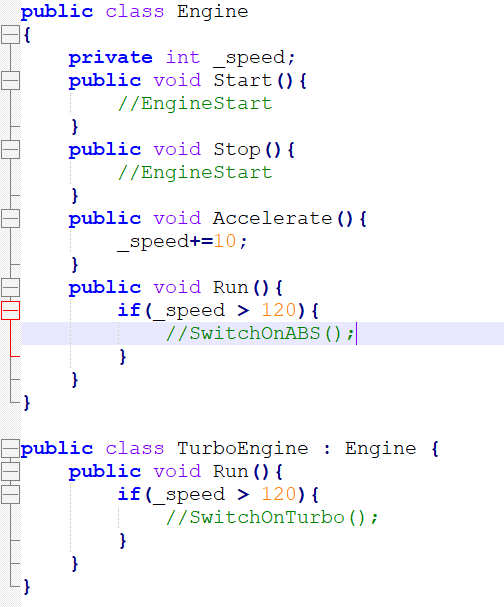 public class Engine
{
    private int _speed;
    public void Start(){
        //EngineStart
    }
    public void Stop(){
        //EngineStart
    }
    public void Accelerate(){
        _speed+=10;
    }
    public void Run(){
        if(_speed > 120){
            //SwitchOnABS();
        }
    }
}

public class TurboEngine : Engine {
    public void Run(){
        if(_speed > 120){
            //SwitchOnTurbo();
        }
    }
}